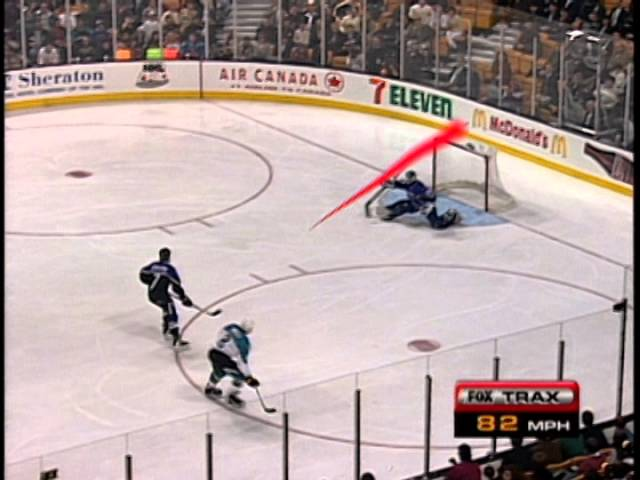 Sheraton
AIR CANADA
7 ELEVEN
McDonald's
FOX TRAX
82 MPH